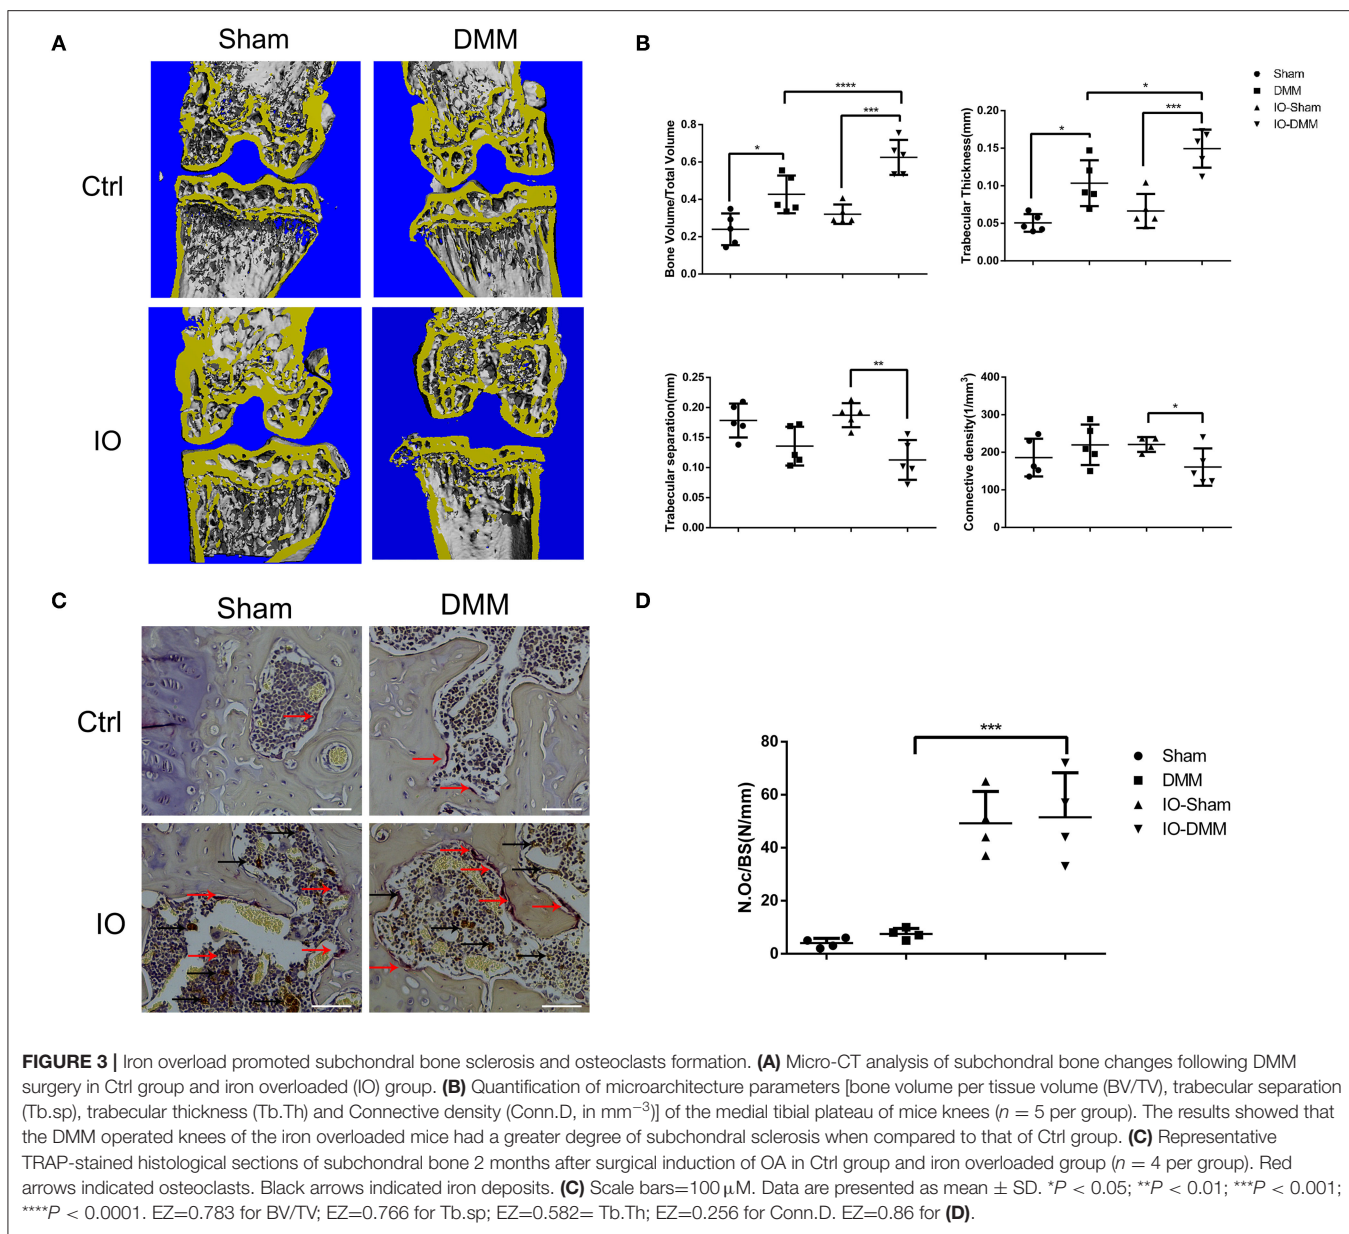 A
Sham
DMM
Ctrl
IO
B
Bone Volume/Total Volume
0.8
0.6
0.4
0.2
0.0
*
***
****
Trabecular Thickness(mm)
0.20
0.15
0.10
0.05
0.00
*
***
*
Sham
DMM
IO-Sham
IO-DMM
Trabecular separation(mm)
0.25
0.20
0.15
0.10
0.05
0.00
**
Connective density(1/mm³)
400
300
200
100
0
*
C
Sham
DMM
Ctrl
IO
D
N.Oc/BS(N/mm)
80
60
40
20
0
***
Sham
DMM
IO-Sham
IO-DMM
FIGURE 3 | Iron overload promoted subchondral bone sclerosis and osteoclasts formation. (A) Micro-CT analysis of subchondral bone changes following DMM
surgery in Ctrl group and iron overloaded (IO) group. (B) Quantification of microarchitecture parameters [bone volume per tissue volume (BV/TV), trabecular separation
(Tb.sp), trabecular thickness (Tb.Th) and Connective density (Conn.D, in mm⁻³)] of the medial tibial plateau of mice knees (n = 5 per group). The results showed that
the DMM operated knees of the iron overloaded mice had a greater degree of subchondral sclerosis when compared to that of Ctrl group. (C) Representative
TRAP-stained histological sections of subchondral bone 2 months after surgical induction of OA in Ctrl group and iron overloaded group (n = 4 per group). Red
arrows indicated osteoclasts. Black arrows indicated iron deposits. (C) Scale bars=100 μM. Data are presented as mean ± SD. *P < 0.05; **P < 0.01; ***P < 0.001;
****P < 0.0001. EZ=0.783 for BV/TV; EZ=0.766 for Tb.sp; EZ=0.582= Tb.Th; EZ=0.256 for Conn.D. EZ=0.86 for (D).